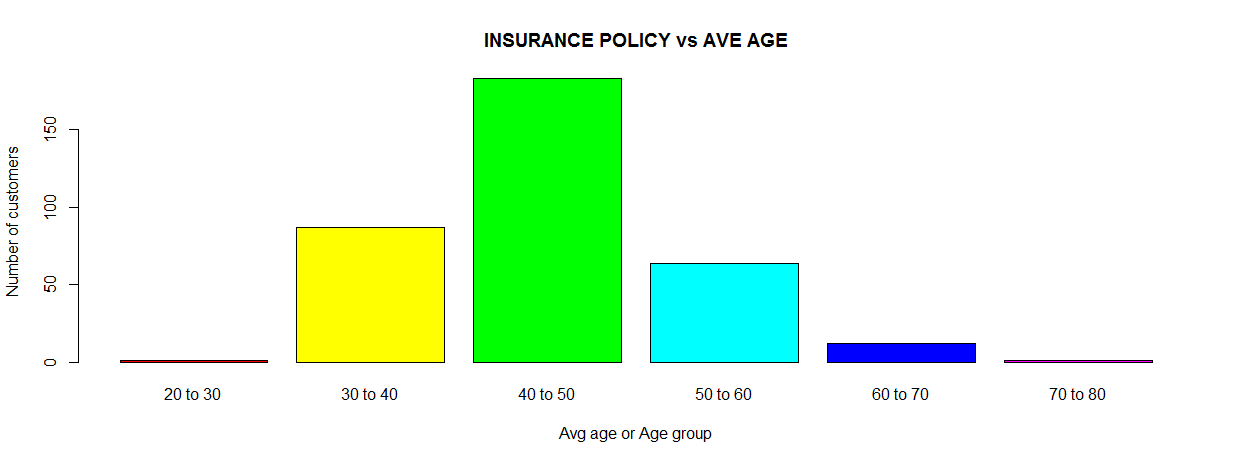 INSURANCE POLICY vs AVE AGE
Number of customers
150
100
50
0
20 to 30
30 to 40
40 to 50
50 to 60
60 to 70
70 to 80
Avg age or Age group